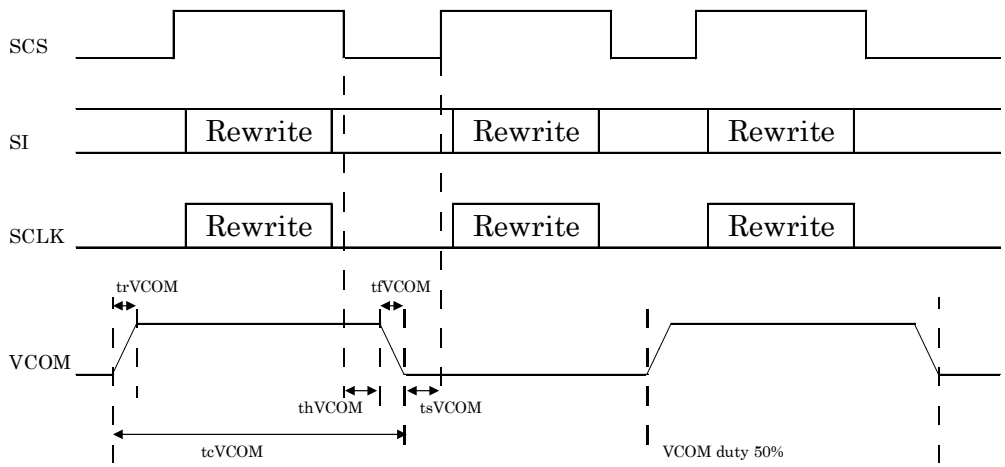 SCS
SI
Rewrite Rewrite Rewrite
SCLK
Rewrite Rewrite Rewrite
trVCOM tfVCOM
VCOM
thVCOM tsVCOM
tcVCOM VCOM duty 50%